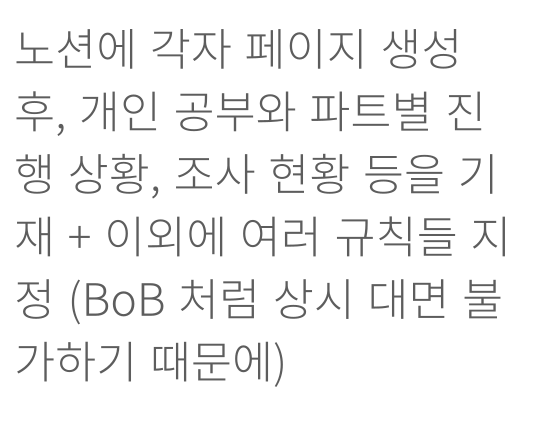 노션에 각자 페이지 생성
후, 개인 공부와 파트별 진
행 상황, 조사 현황 등을 기
재 + 이외에 여러 규칙들 지
정 (BoB 처럼 상시 대면 불
가하기 때문에)